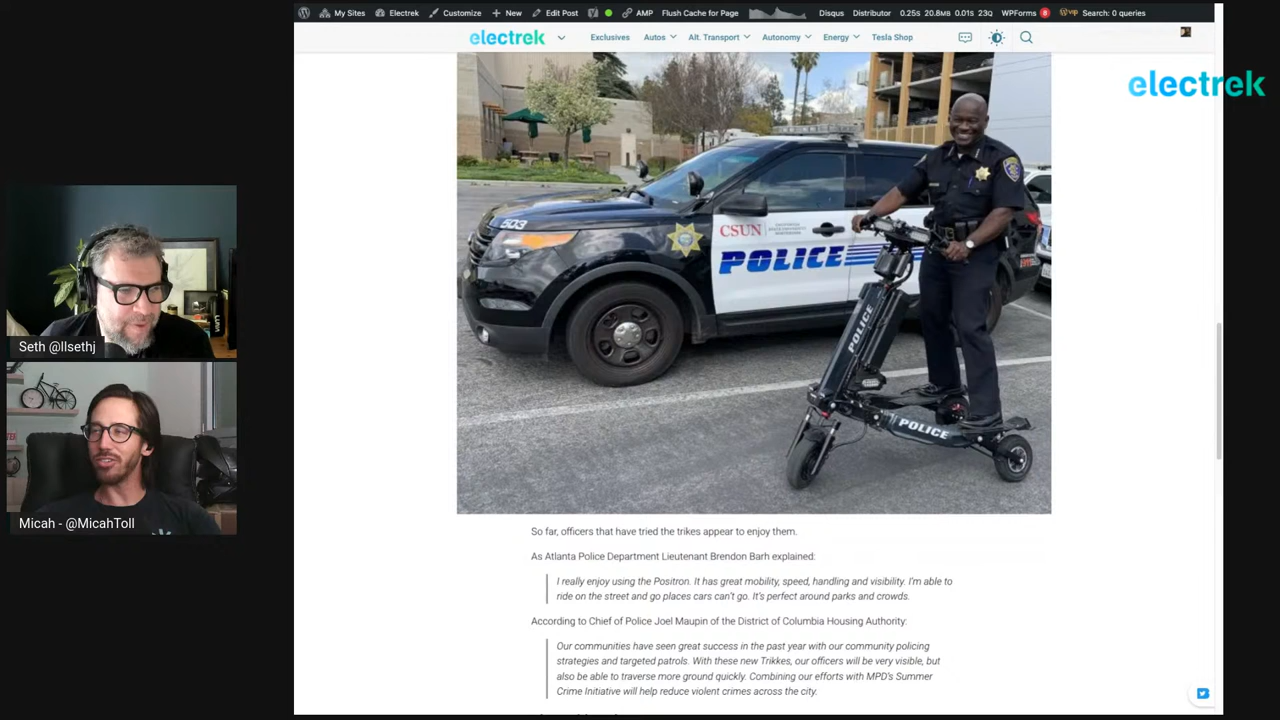 My Sites Electrek Customize New Edit Post AMP Flush Cache for Page Disqus Distributor 0.25s 20.8MB 0.01s 23Q WPForms 8 VIP Search: 0 queries
electrek Exclusives Autos Alt. Transport Autonomy Energy Tesla Shop
electrek
503
CSUN
POLICE
POLICE
POLICE
Seth @llsethj
Micah - @MicahToll
So far, officers that have tried the trikes appear to enjoy them.
As Atlanta Police Department Lieutenant Brendon Barh explained:
I really enjoy using the Positron. It has great mobility, speed, handling and visibility. I'm able to
ride on the street and go places cars can't go. It's perfect around parks and crowds.
According to Chief of Police Joel Maupin of the District of Columbia Housing Authority:
Our communities have seen great success in the past year with our community policing
strategies and targeted patrols. With these new Trikkes, our officers will be very visible, but
also be able to traverse more ground quickly. Combining our efforts with MPD's Summer
Crime Initiative will help reduce violent crimes across the city.